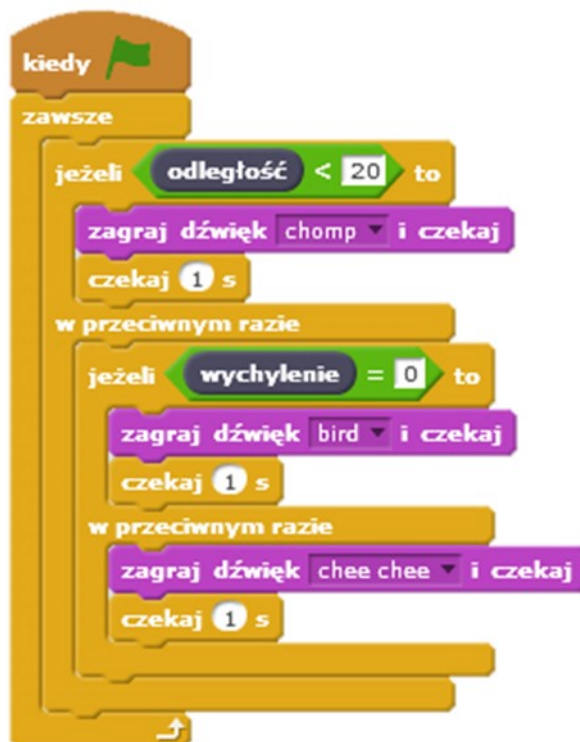 kiedy
zawsze
jeżeli odległość < 20 to
zagraj dźwięk chomp i czekaj
czekaj 1 s
w przeciwnym razie
jeżeli wychylenie = 0 to
zagraj dźwięk bird i czekaj
czekaj 1 s
w przeciwnym razie
zagraj dźwięk chee chee i czekaj
czekaj 1 s